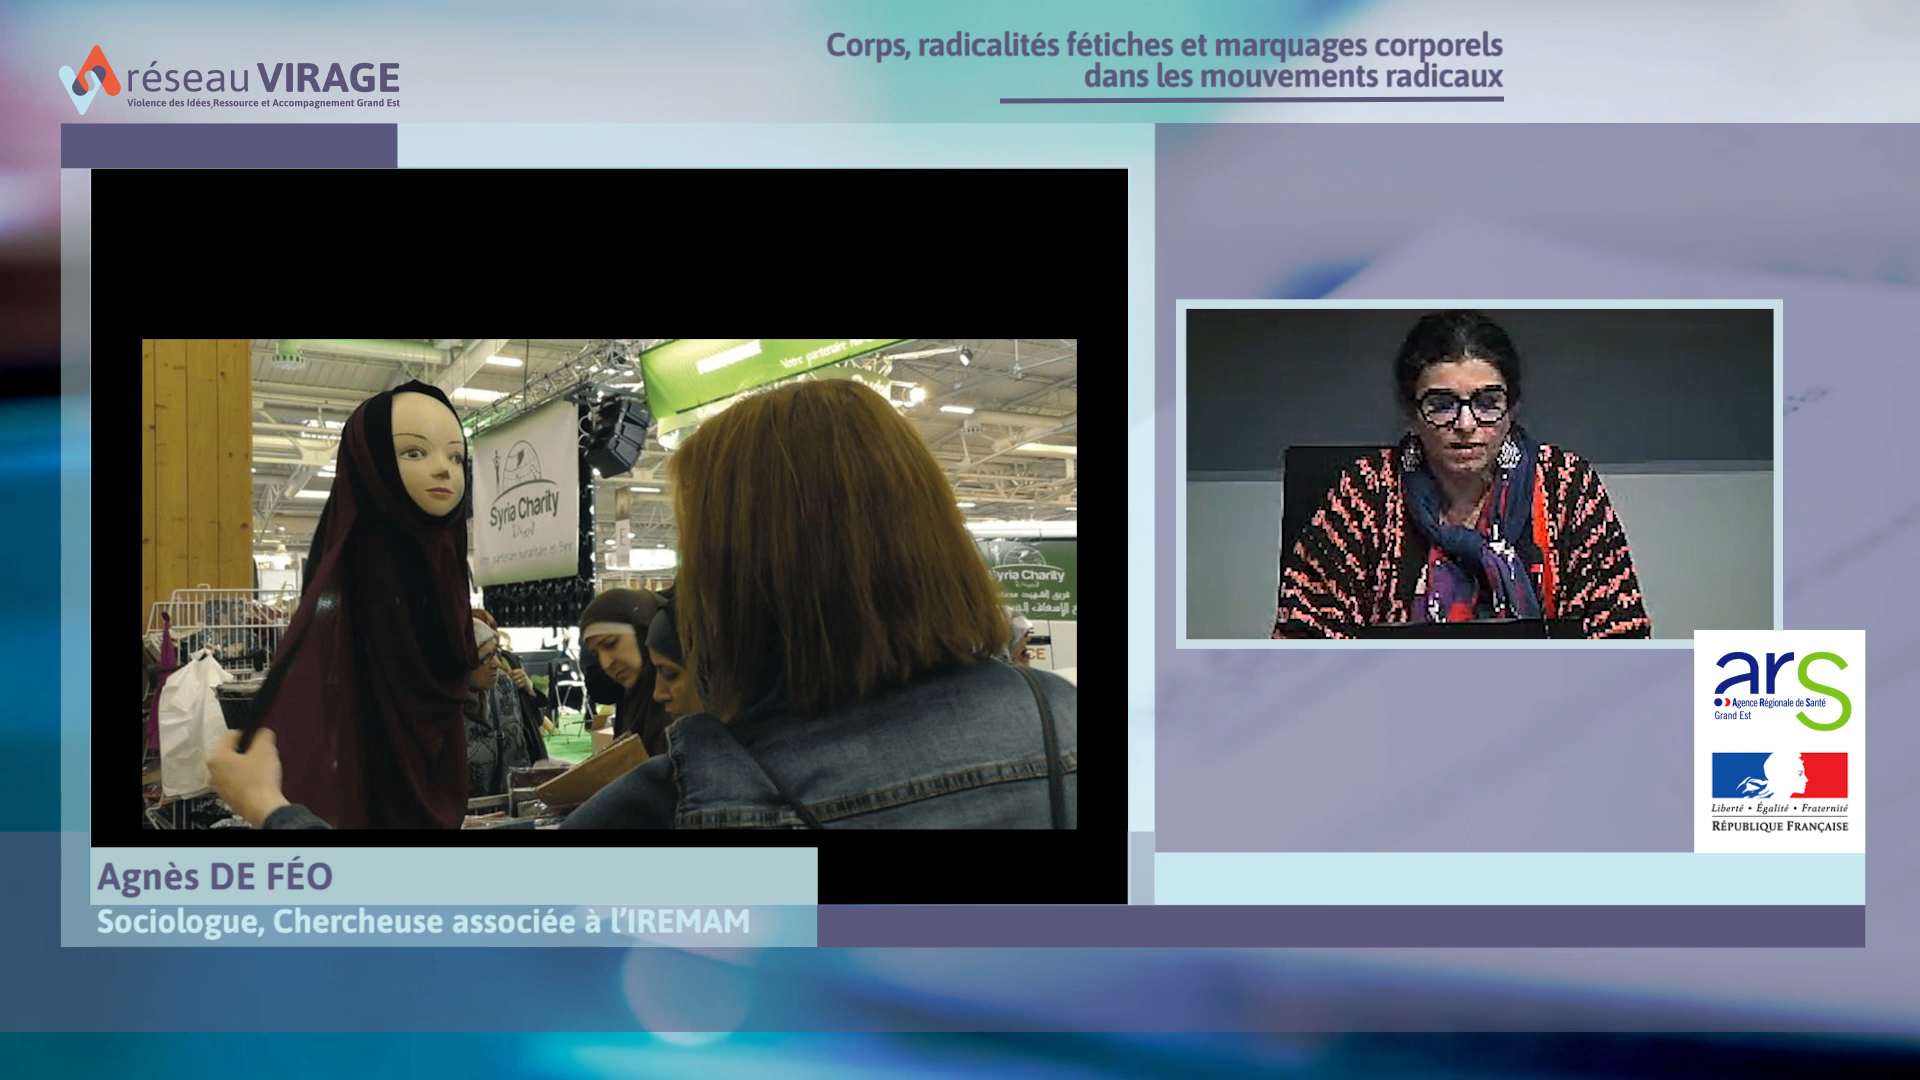 réseau VIRAGE
Violence des Idées,Ressource et Accompagnement Grand Est
Corps, radicalités fétiches et marquages corporels
dans les mouvements radicaux
Syria Charity
Syria Charity
Agnès DE FÉO
Sociologue, Chercheuse associée à l'IREMAM
ars
Agence Régionale de Santé
Grand Est
Liberté • Égalité • Fraternité
RÉPUBLIQUE FRANÇAISE